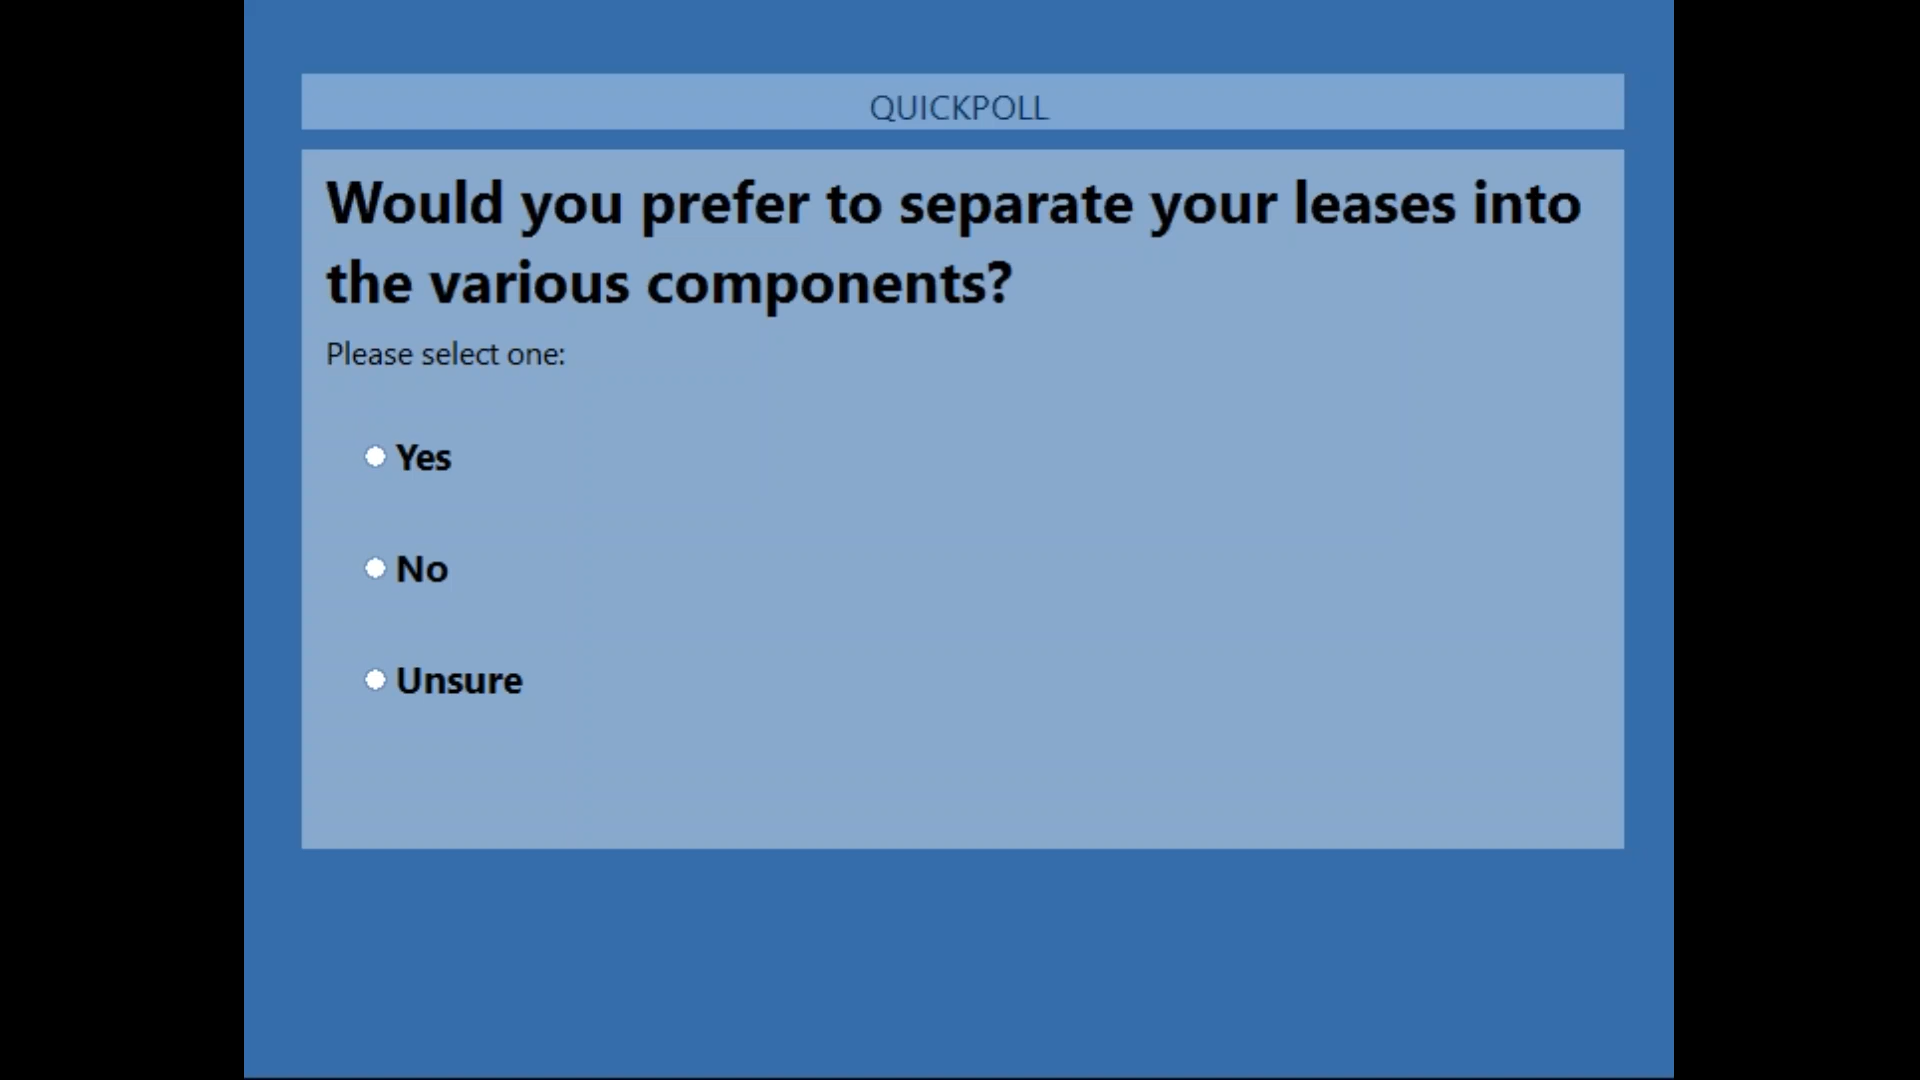 QUICKPOLL
Would you prefer to separate your leases into
the various components?
Please select one:
Yes
No
Unsure